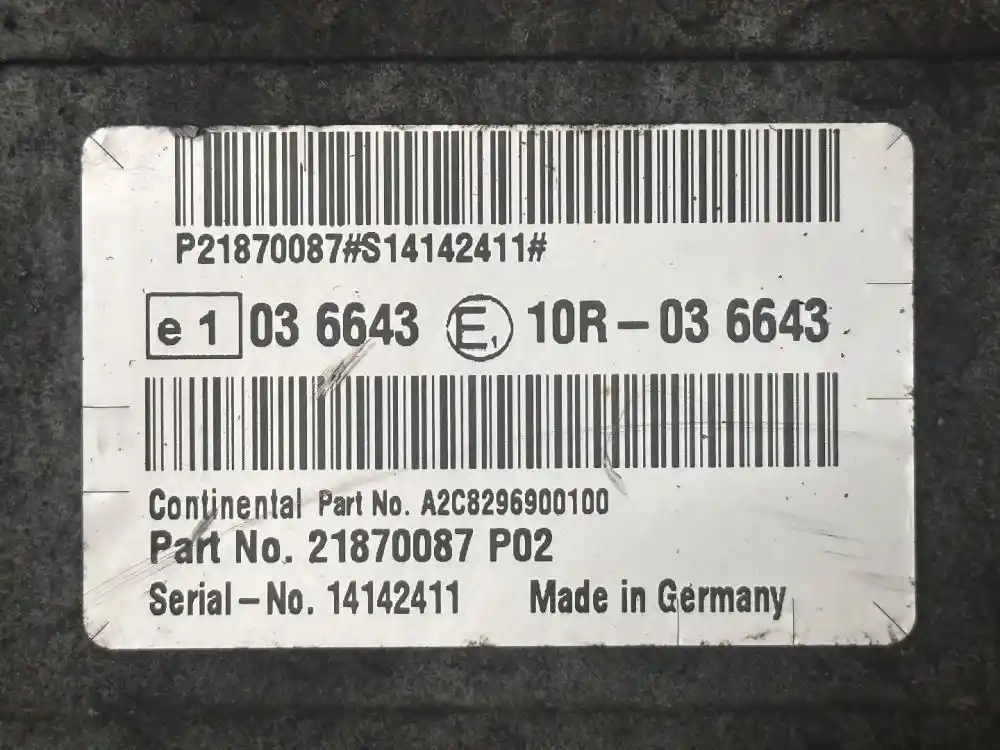 P21870087#S14142411#
e 1 03 6643 E1 10R – 03 6643
Continental Part No. A2C8296900100
Part No. 21870087 P02
Serial – No. 14142411 Made in Germany